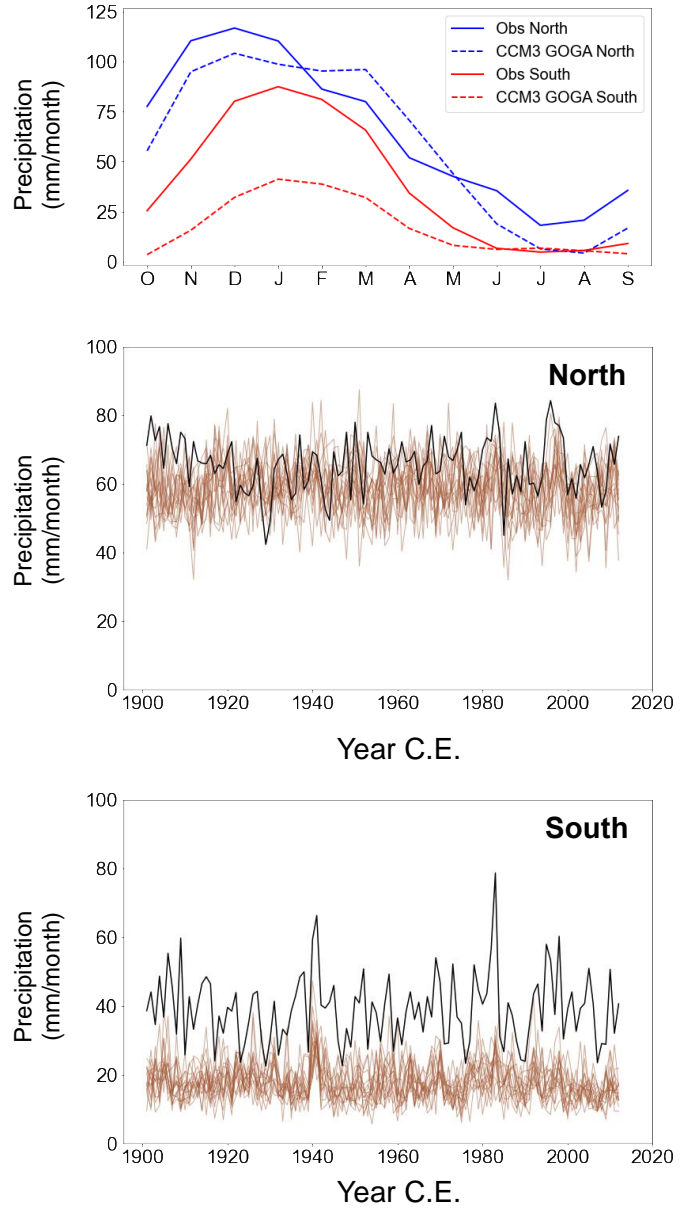 Precipitation
(mm/month)
125
100
75
50
25
0
Obs North
CCM3 GOGA North
Obs South
CCM3 GOGA South
O N D J F M A M J J A S
Precipitation
(mm/month)
100
80
60
40
20
0
North
1900 1920 1940 1960 1980 2000 2020
Year C.E.
Precipitation
(mm/month)
100
80
60
40
20
0
South
1900 1920 1940 1960 1980 2000 2020
Year C.E.